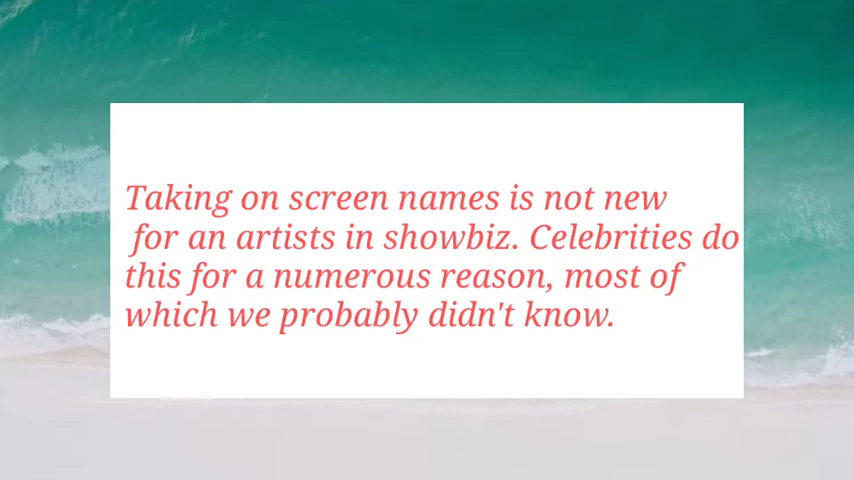 Taking on screen names is not new
for an artists in showbiz. Celebrities do
this for a numerous reason, most of
which we probably didn't know.